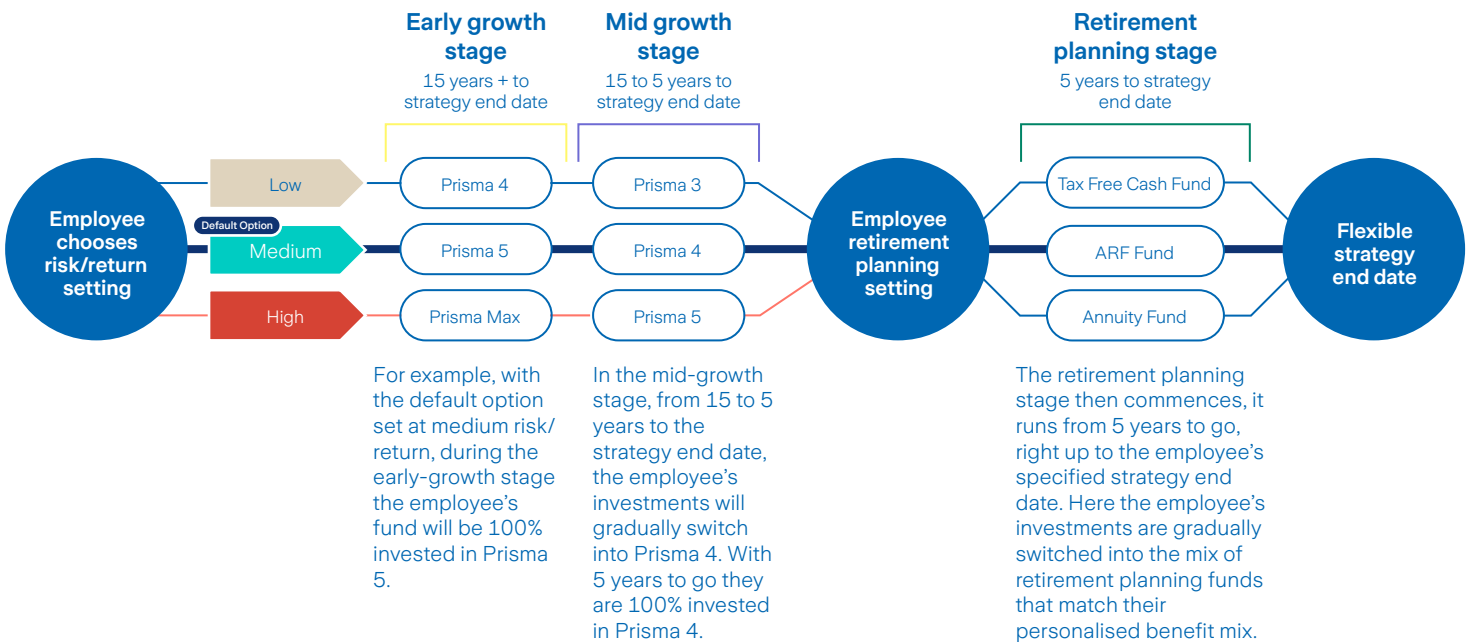 Early growth
stage
15 years + to
strategy end date
Mid growth
stage
15 to 5 years to
strategy end date
Retirement
planning stage
5 years to strategy
end date
Employee
chooses
risk/return
setting
Low
Default Option
Medium
High
Prisma 4
Prisma 5
Prisma Max
Prisma 3
Prisma 4
Prisma 5
Employee
retirement
planning
setting
Tax Free Cash Fund
ARF Fund
Annuity Fund
Flexible
strategy
end date
For example, with
the default option
set at medium risk/
return, during the
early-growth stage
the employee’s
fund will be 100%
invested in Prisma
5.
In the mid-growth
stage, from 15 to 5
years to the
strategy end date,
the employee’s
investments will
gradually switch
into Prisma 4. With
5 years to go they
are 100% invested
in Prisma 4.
The retirement planning
stage then commences, it
runs from 5 years to go,
right up to the employee’s
specified strategy end
date. Here the employee’s
investments are gradually
switched into the mix of
retirement planning funds
that match their
personalised benefit mix.